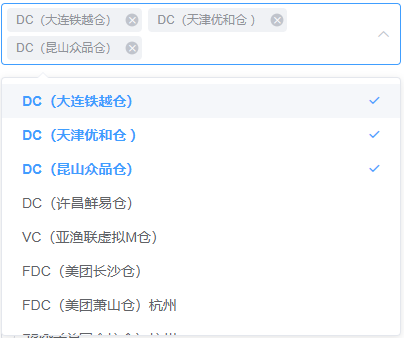 DC（大连铁越仓） DC（天津优和仓 ）
DC（昆山众品仓）
DC（大连铁越仓）
DC（天津优和仓 ）
DC（昆山众品仓）
DC（许昌鲜易仓）
VC（亚渔联虚拟M仓）
FDC（美团长沙仓）
FDC（美团萧山仓）杭州